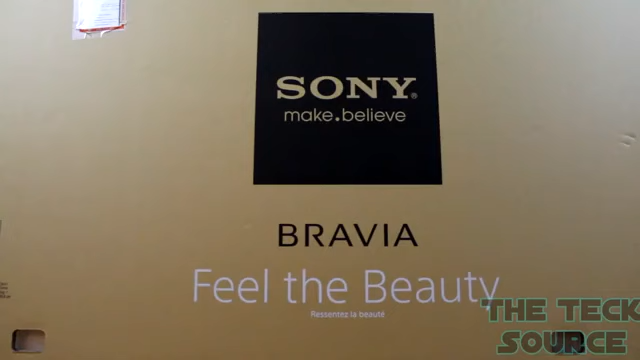 SONY®
make.believe
BRAVIA
Feel the Beauty
Ressentez la beauté
THE TECK
SOURCE